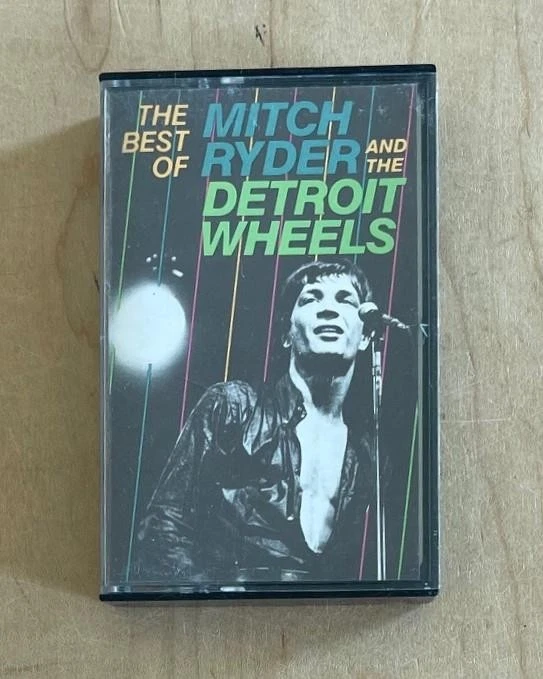 THE BEST OF
MITCH
RYDER AND THE
DETROIT
WHEELS